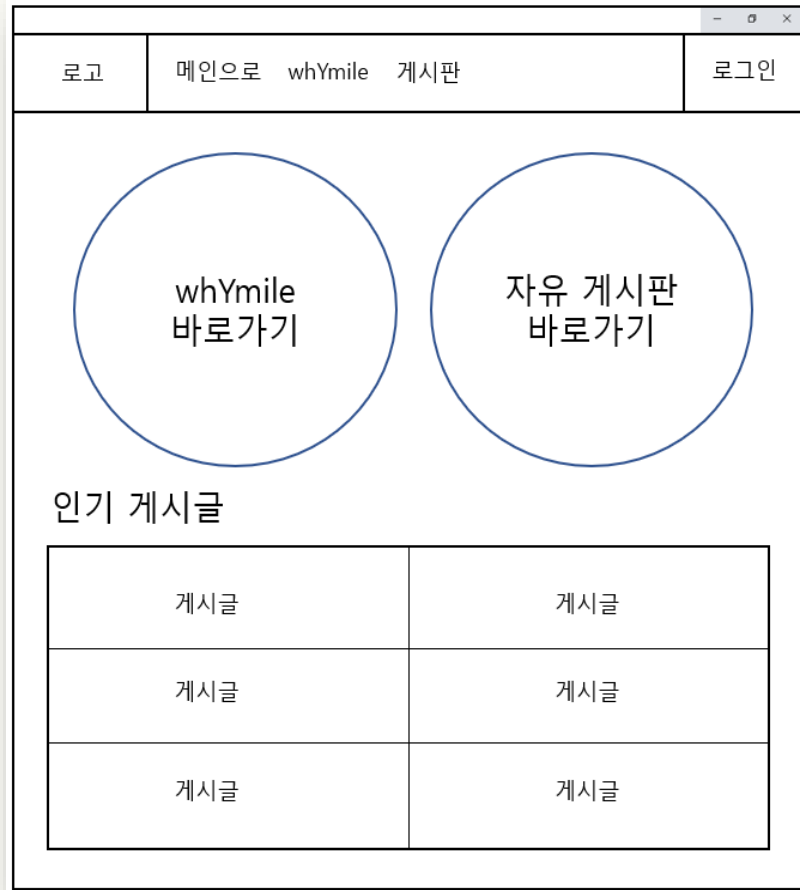 로고 메인으로 whYmile 게시판 로그인
whYmile
바로가기
자유 게시판
바로가기
인기 게시글
게시글 게시글
게시글 게시글
게시글 게시글